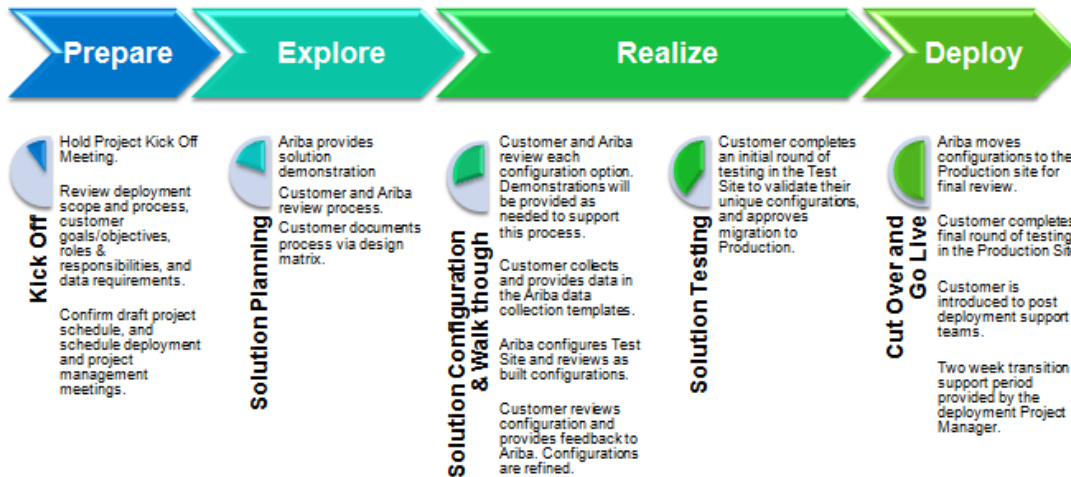 Prepare
Explore
Realize
Deploy
Kick Off
Hold Project Kick Off
Meeting.
Review deployment
scope and process,
customer
goals/objectives,
roles &
responsibilities, and
data requirements.
Confirm draft project
schedule, and
schedule deployment
and project
management
meetings.
Solution Planning
Ariba provides
solution
demonstration
Customer and Ariba
review process.
Customer documents
process via design
matrix.
Solution Configuration
& Walk though
Customer and Ariba
review each
configuration option.
Demonstrations will
be provided as
needed to support
this process.
Customer collects
and provides data in
the Ariba data
collection templates.
Ariba configures Test
Site and reviews as
built configurations.
Customer reviews
configuration and
provides feedback to
Ariba. Configurations
are refined.
Solution Testing
Customer completes
an initial round of
testing in the Test
Site to validate their
unique configurations,
and approves
migration to
Production.
Cut Over and
Go Live
Ariba moves
configurations to the
Production site for
final review.
Customer completes
final round of testing
in the Production Site
Customer is
introduced to post
deployment support
teams.
Two week transition
support period
provided by the
deployment Project
Manager.